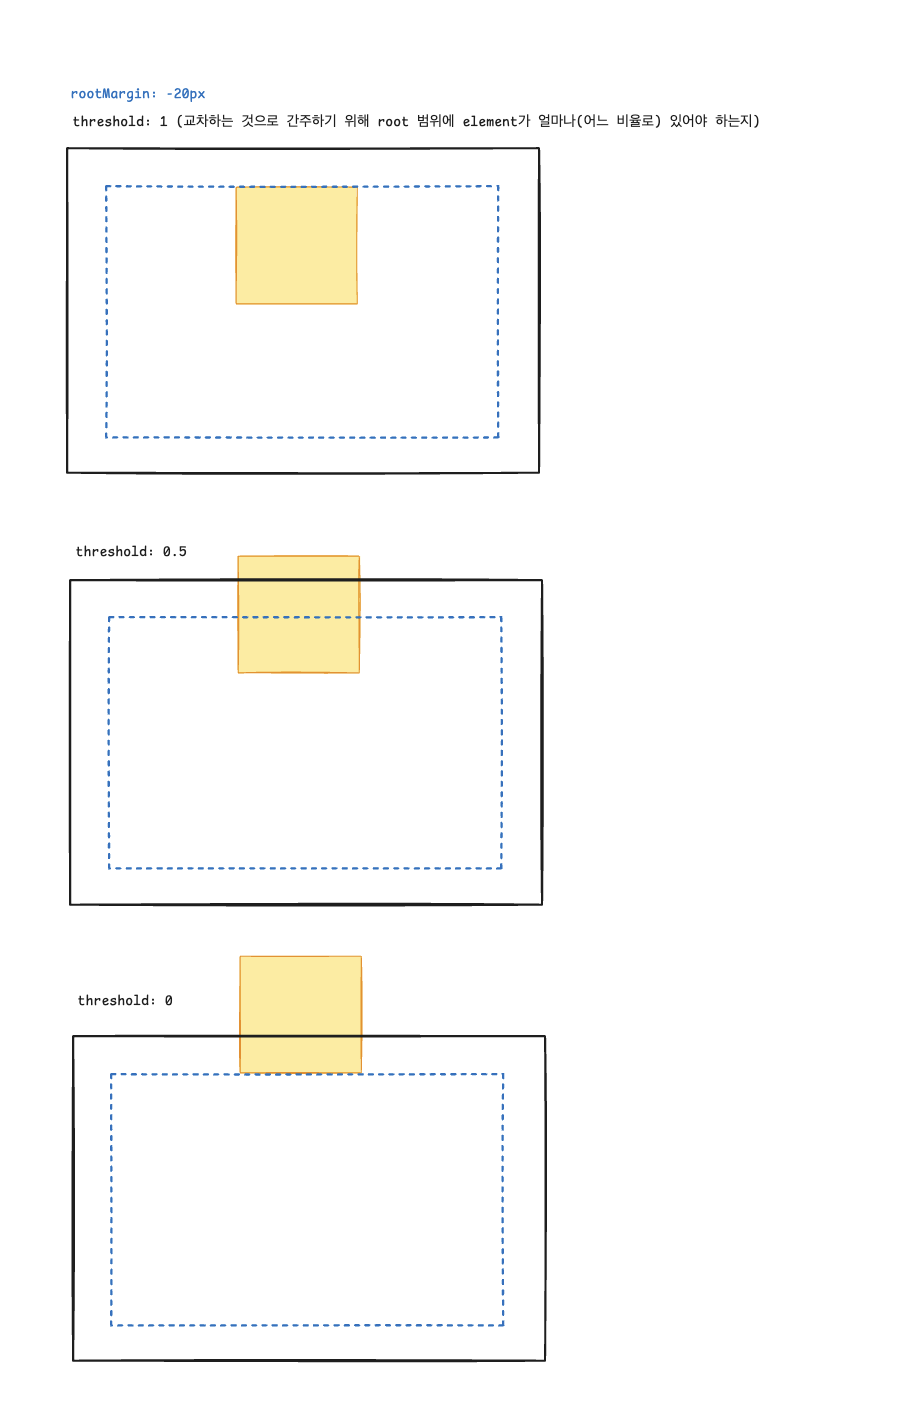 rootMargin: -20px
threshold: 1 (교차하는 것으로 간주하기 위해 root 범위에 element가 얼마나(어느 비율로) 있어야 하는지)
threshold: 0.5
threshold: 0